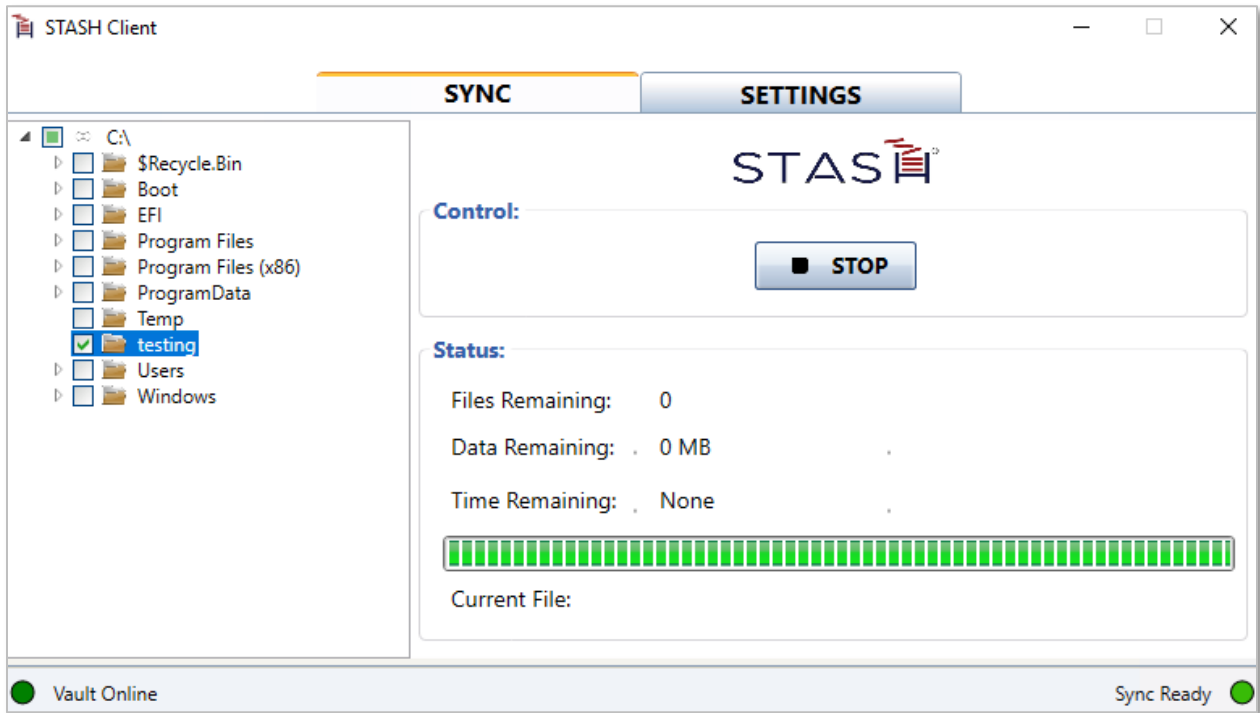 STASH Client
SYNC
SETTINGS
C:\
$Recycle.Bin
Boot
EFI
Program Files
Program Files (x86)
ProgramData
Temp
testing
Users
Windows
STASH
Control:
STOP
Status:
Files Remaining: 0
Data Remaining: 0 MB
Time Remaining: None
Current File:
Vault Online
Sync Ready